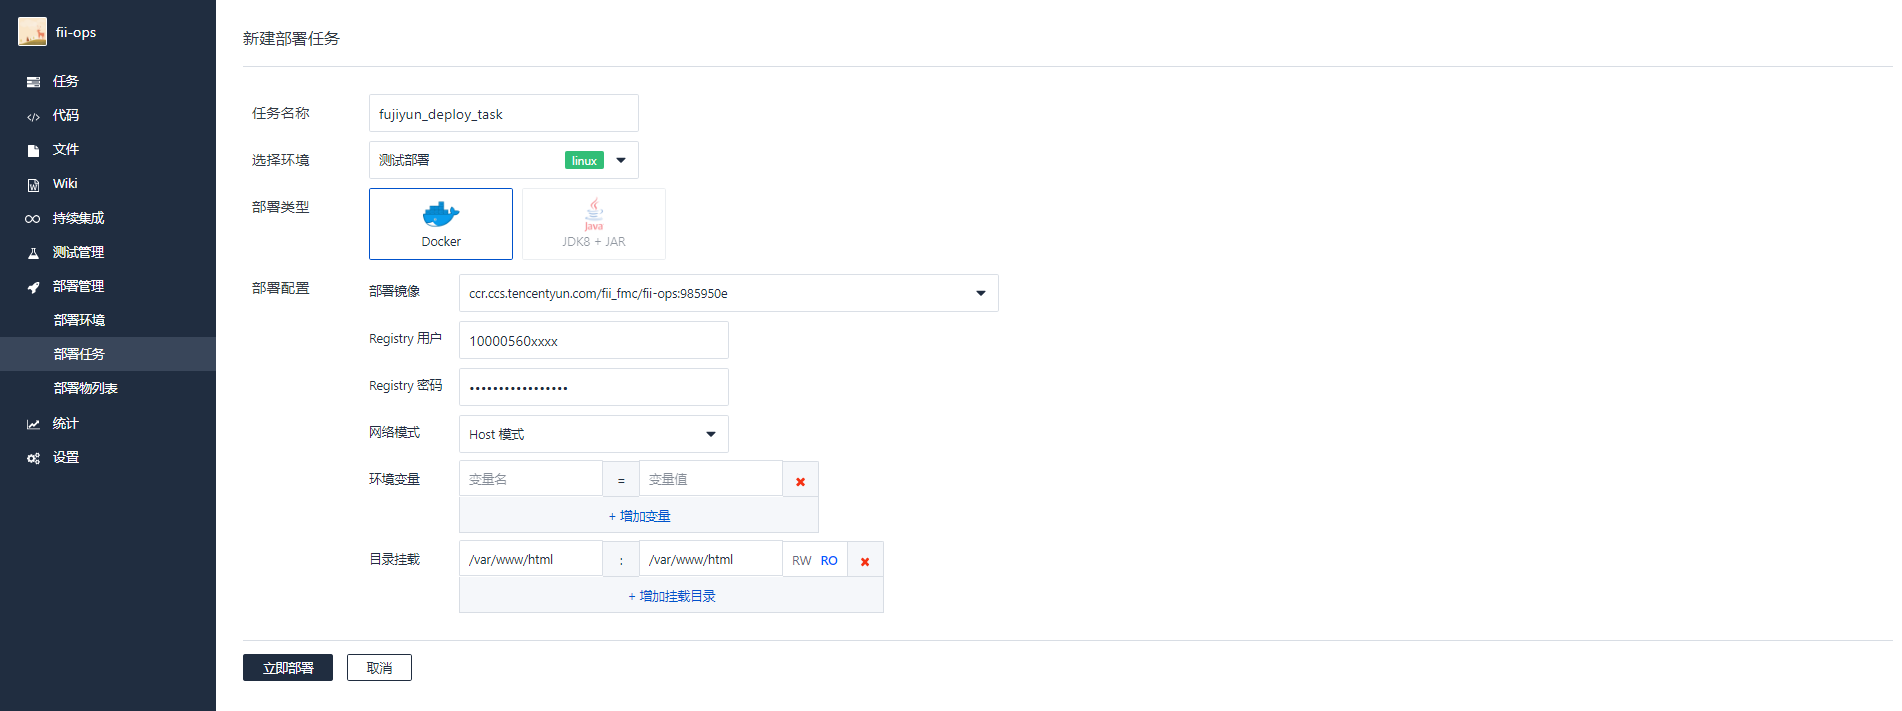 fii-ops
任务
代码
文件
Wiki
持续集成
测试管理
部署管理
部署环境
部署任务
部署物列表
统计
设置
新建部署任务
任务名称 fujiyun_deploy_task
选择环境 测试部署 linux
部署类型 Docker Java JDK8 + JAR
部署配置 部署镜像 ccr.ccs.tencentyun.com/fii_fmc/fii-ops:985950e
Registry 用户 10000560xxxx
Registry 密码 •••••••••••••••••
网络模式 Host 模式
环境变量 变量名 = 变量值
+ 增加变量
目录挂载 /var/www/html : /var/www/html RW RO
+ 增加挂载目录
立即部署 取消